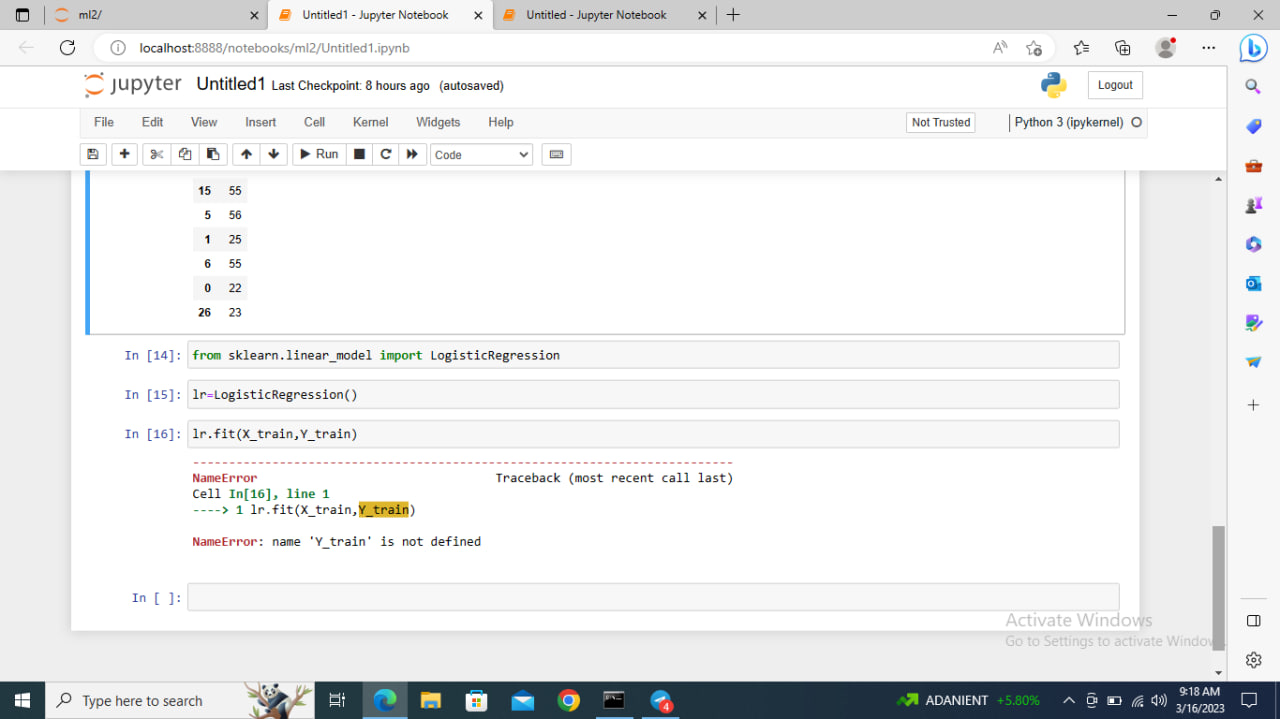 ml2/
Untitled1 - Jupyter Notebook
Untitled - Jupyter Notebook
localhost:8888/notebooks/ml2/Untitled1.ipynb
jupyter Untitled1 Last Checkpoint: 8 hours ago (autosaved)
Logout
File Edit View Insert Cell Kernel Widgets Help
Not Trusted
Python 3 (ipykernel)
Run
Code
15 55
5 56
1 25
6 55
0 22
26 23
In [14]: from sklearn.linear_model import LogisticRegression
In [15]: lr=LogisticRegression()
In [16]: lr.fit(X_train,Y_train)
---------------------------------------------------------------------------
NameError Traceback (most recent call last)
Cell In[16], line 1
----> 1 lr.fit(X_train,Y_train)
NameError: name 'Y_train' is not defined
In [ ]:
Activate Windows
Go to Settings to activate Window
Type here to search
4
ADANIENT +5.80%
9:18 AM
3/16/2023